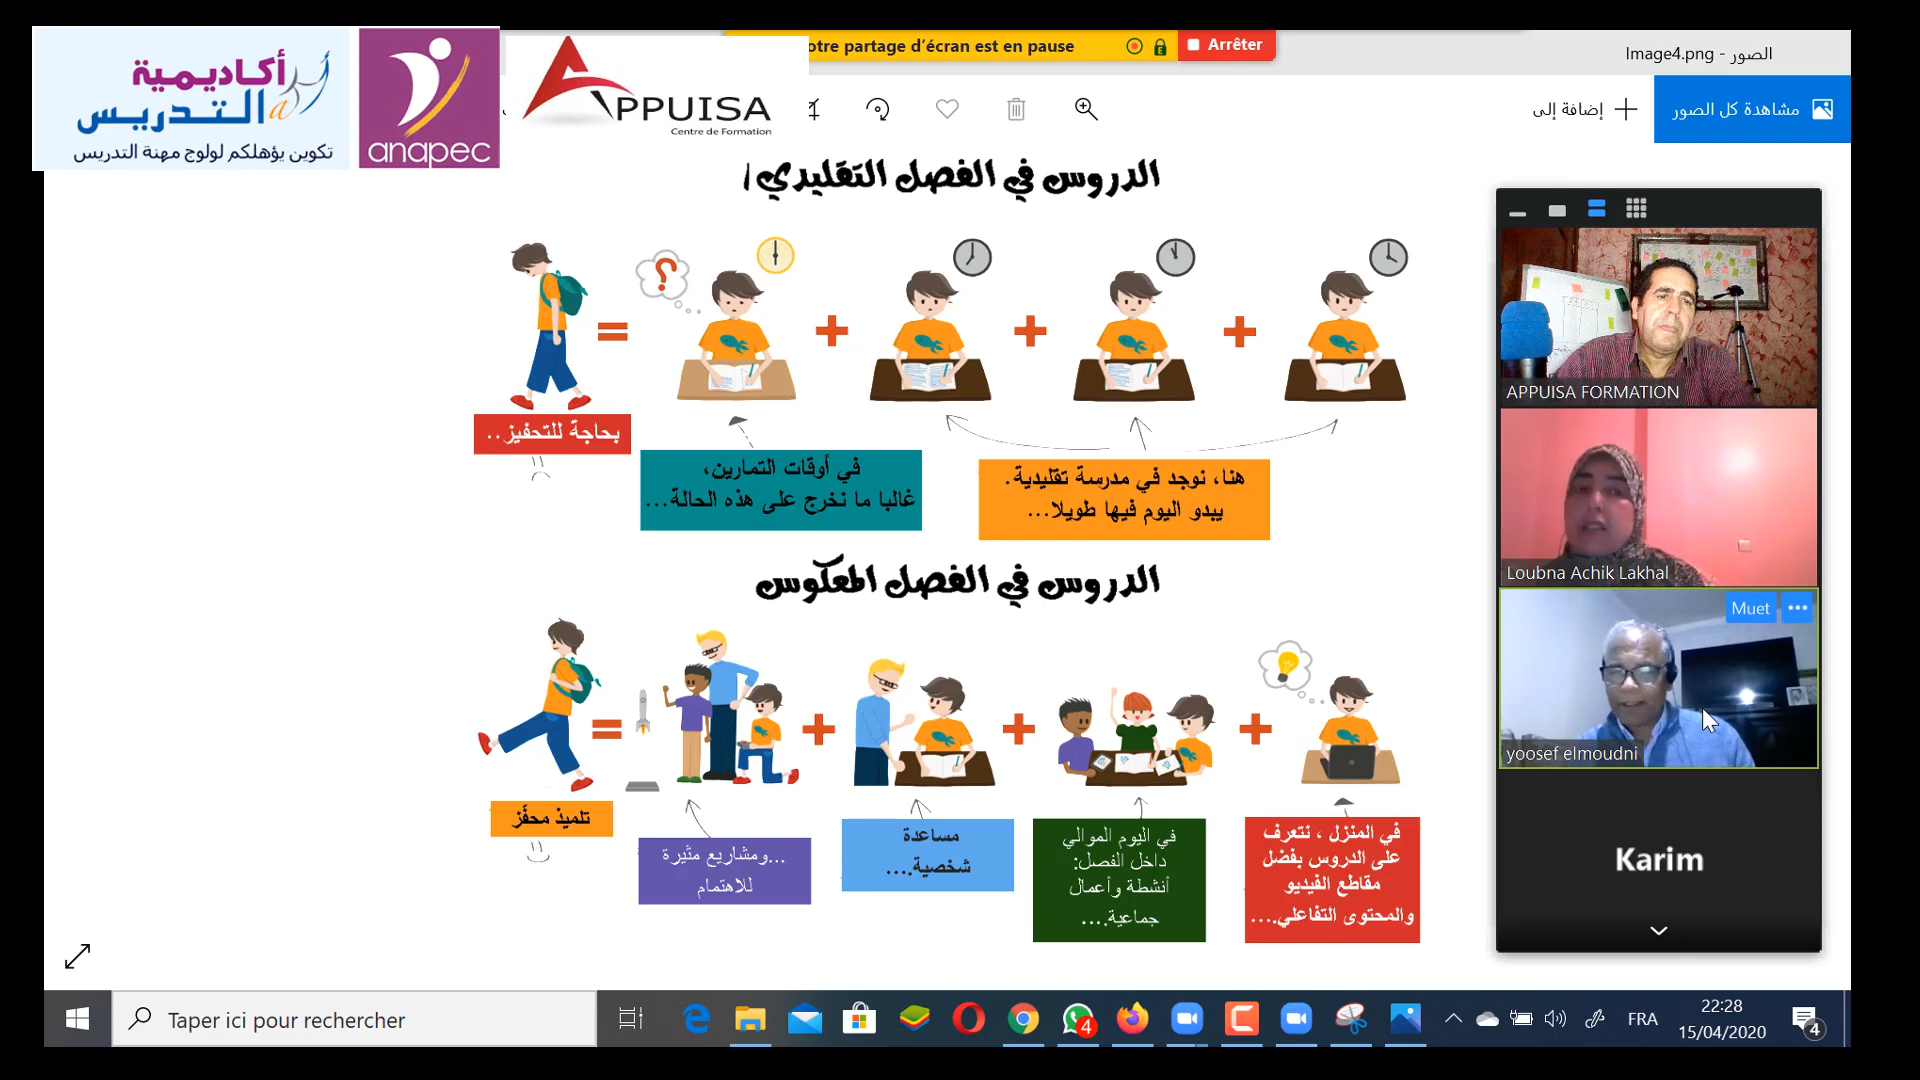 أكاديمية
التدريس
تكوين يؤهلكم لولوج مهنة التدريس
anapec
APPUISA
Centre de Formation
otre partage d'écran est en pause
Arrêter
الصور - Image4.png
إضافة إلى
مشاهدة كل الصور
الدروس في الفصل التقليدي/
?
بحاجة للتحفيز..
في أوقات التمارين،
غالبا ما نخرج على هذه الحالة...
هنا، نوجد في مدرسة تقليدية.
يبدو اليوم فيها طويلا...
الدروس في الفصل المعكوس
تلميذ محفَّز
...ومشاريع مثيرة
للاهتمام
مساعدة
شخصية....
في اليوم الموالي
داخل الفصل:
أنشطة وأعمال
جماعية....
في المنزل ، نتعرف
على الدروس بفضل
مقاطع الفيديو
والمحتوى التفاعلي....
APPUISA FORMATION
Loubna Achik Lakhal
Muet
yoosef elmoudni
Karim
Taper ici pour rechercher
4
FRA
22:28
15/04/2020
4